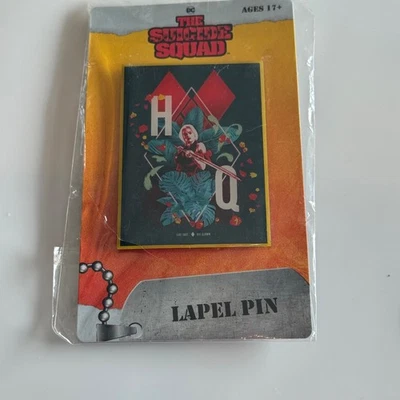 DC
AGES 17+
THE
SUICIDE
SQUAD
H
Q
LAPEL PIN